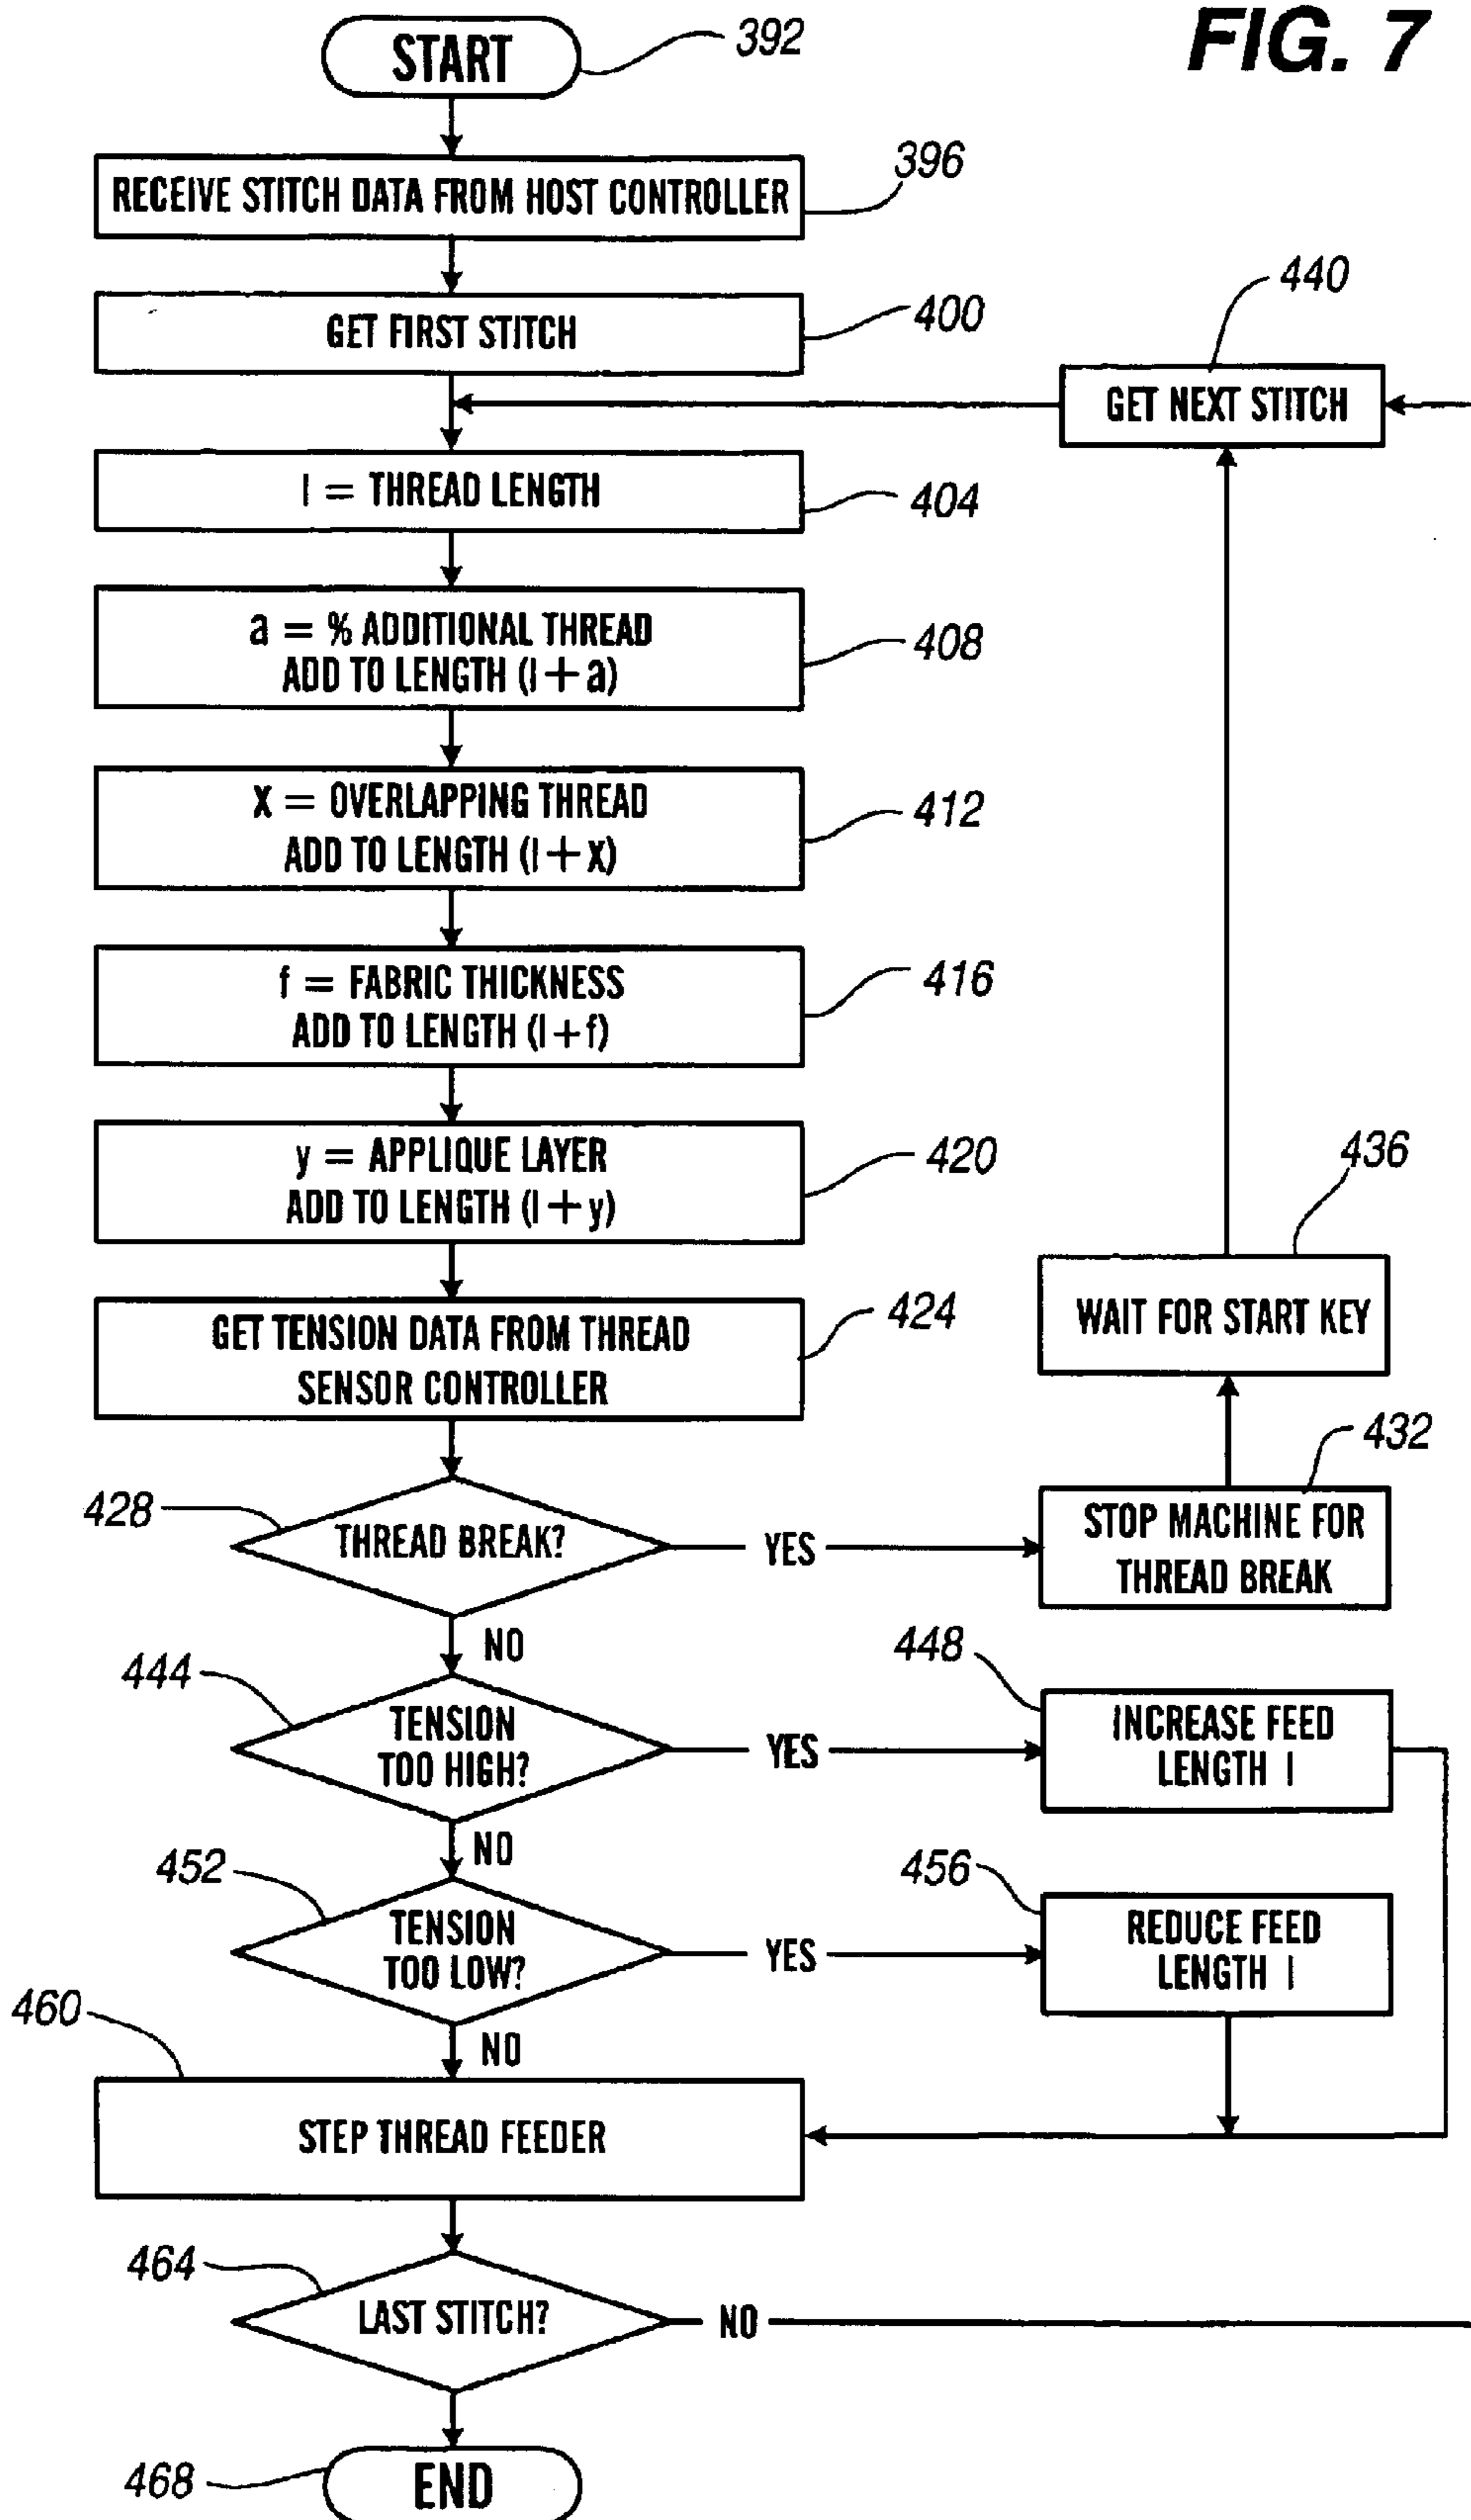 FIG. 7
START
392
RECEIVE STITCH DATA FROM HOST CONTROLLER
396
GET FIRST STITCH
400
440
GET NEXT STITCH
l = THREAD LENGTH
404
a = % ADDITIONAL THREAD
ADD TO LENGTH (l + a)
408
x = OVERLAPPING THREAD
ADD TO LENGTH (l + x)
412
f = FABRIC THICKNESS
ADD TO LENGTH (l + f)
416
y = APPLIQUE LAYER
ADD TO LENGTH (l + y)
420
436
WAIT FOR START KEY
GET TENSION DATA FROM THREAD
SENSOR CONTROLLER
424
432
STOP MACHINE FOR
THREAD BREAK
428
THREAD BREAK?
YES
NO
444
TENSION
TOO HIGH?
YES
448
INCREASE FEED
LENGTH l
NO
452
TENSION
TOO LOW?
YES
456
REDUCE FEED
LENGTH l
NO
460
STEP THREAD FEEDER
464
LAST STITCH?
NO
468
END